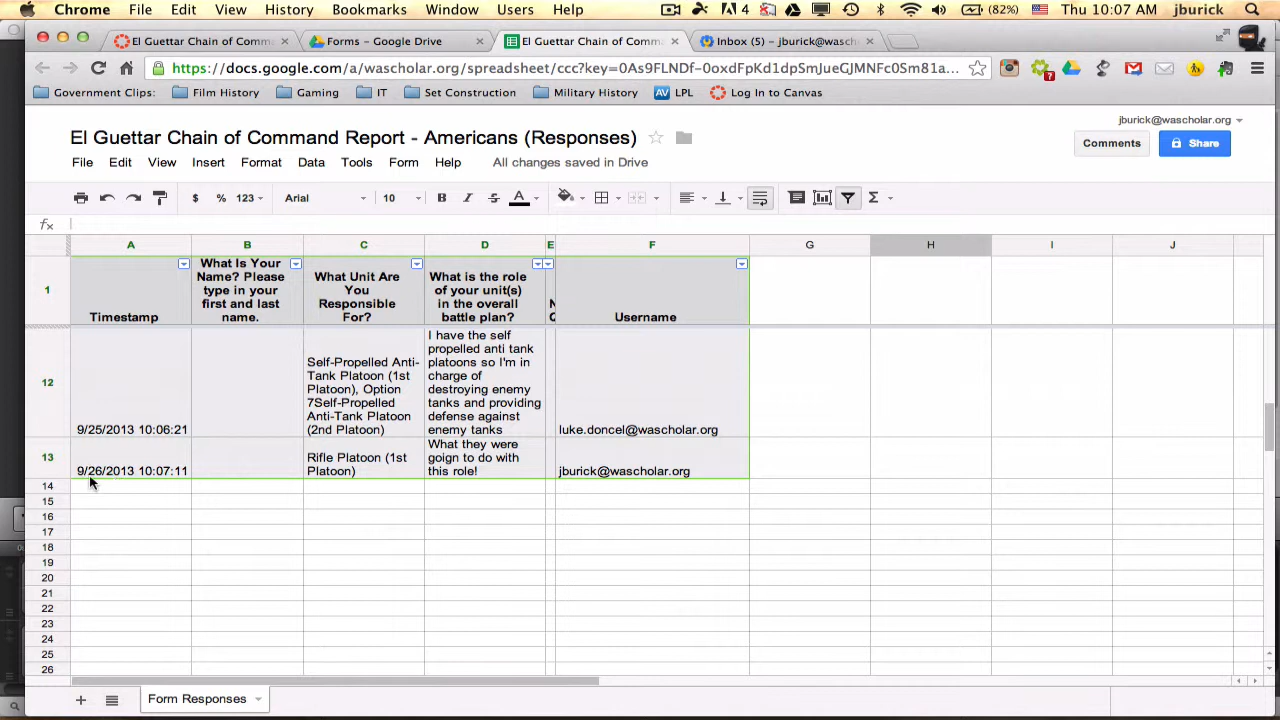 Chrome File Edit View History Bookmarks Window Users Help 4 (82%) Thu 10:07 AM jburick
El Guettar Chain of Comma Forms - Google Drive El Guettar Chain of Comma Inbox (5) - jburick@wasch
https://docs.google.com/a/wascholar.org/spreadsheet/ccc?key=0As9FLNDf-0oxdFpKd1dpSmJueGJMNFc0Sm81a... 7
Government Clips: Film History Gaming IT Set Construction Military History AV LPL Log In to Canvas
jburick@wascholar.org
El Guettar Chain of Command Report - Americans (Responses)
Comments Share
File Edit View Insert Format Data Tools Form Help All changes saved in Drive
$ % 123 Arial 10 B I S A Σ
fx
A B C D E F G H I J
1
Timestamp
What Is Your
Name? Please
type in your
first and last
name.
What Unit Are
You
Responsible
For?
What is the role
of your unit(s)
in the overall
battle plan?
Username
12
9/25/2013 10:06:21
Self-Propelled Anti-
Tank Platoon (1st
Platoon), Option
7Self-Propelled
Anti-Tank Platoon
(2nd Platoon)
I have the self
propelled anti tank
platoons so I'm in
charge of
destroying enemy
tanks and providing
defense against
enemy tanks
luke.doncel@wascholar.org
13
9/26/2013 10:07:11
Rifle Platoon (1st
Platoon)
What they were
goign to do with
this role!
jburick@wascholar.org
14
15
16
17
18
19
20
21
22
23
24
25
26
Form Responses